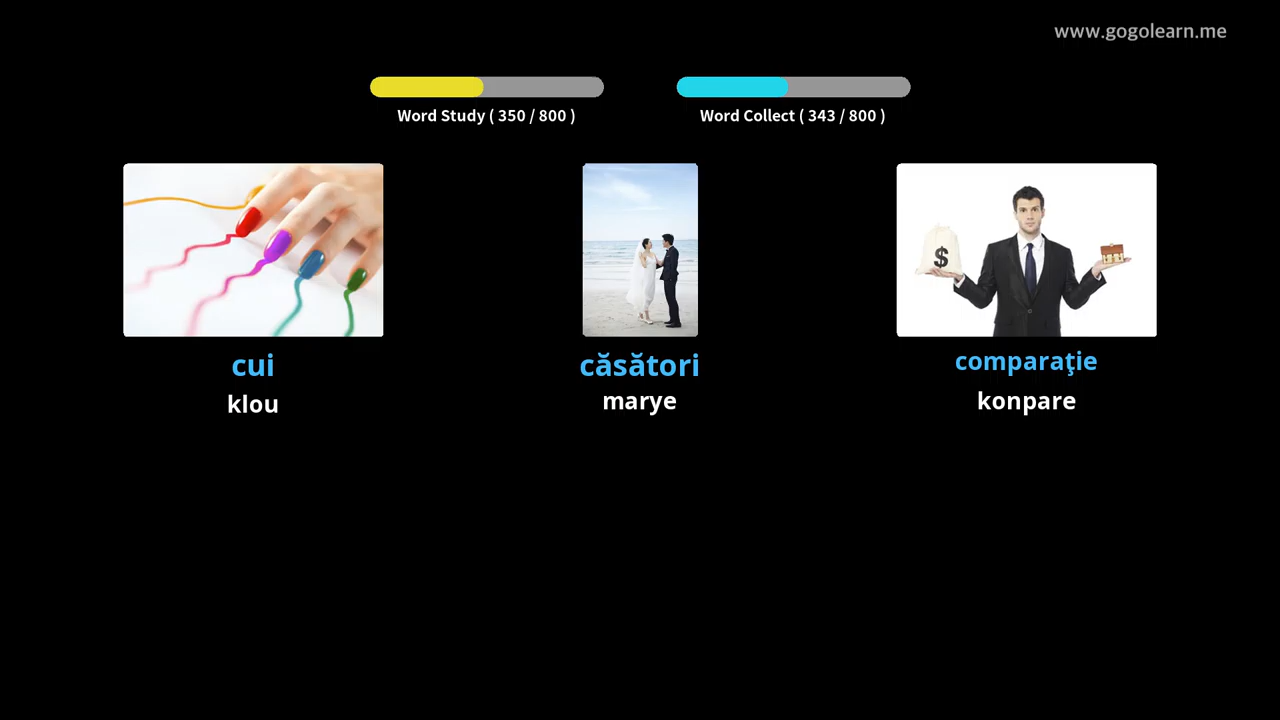 www.gogolearn.me
Word Study ( 350 / 800 )
Word Collect ( 343 / 800 )
$
cui
căsători
comparaţie
klou
marye
konpare